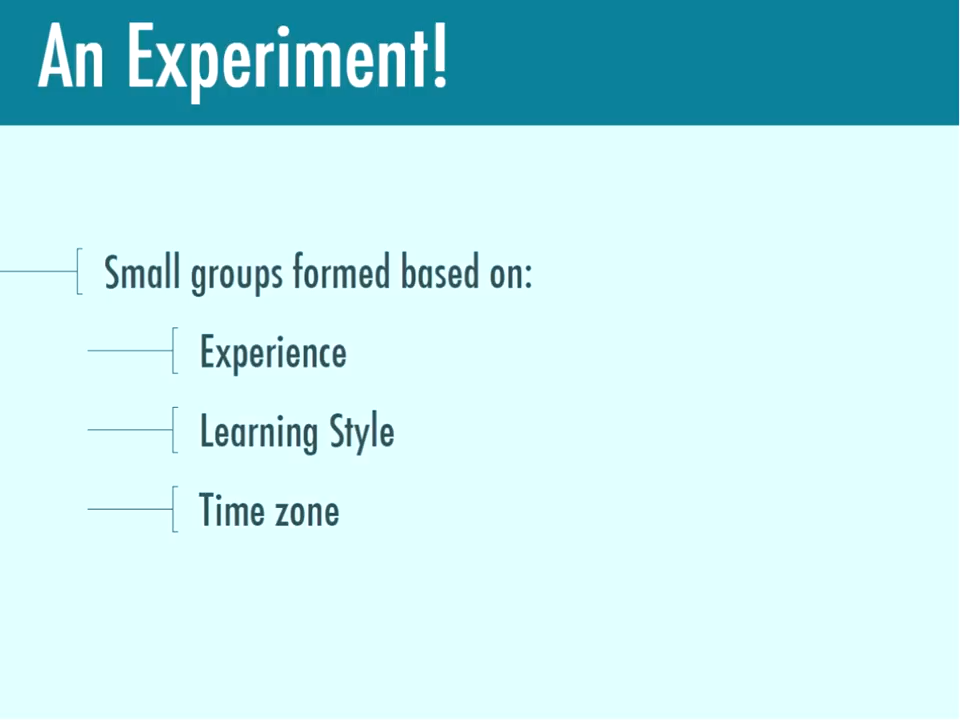 An Experiment!
Small groups formed based on:
Experience
Learning Style
Time zone